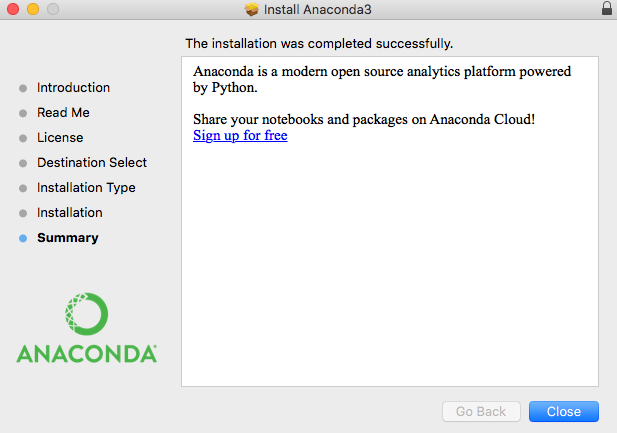 Install Anaconda3
The installation was completed successfully.
Introduction
Read Me
License
Destination Select
Installation Type
Installation
Summary
Anaconda is a modern open source analytics platform powered
by Python.
Share your notebooks and packages on Anaconda Cloud!
Sign up for free
ANACONDA
Go Back
Close